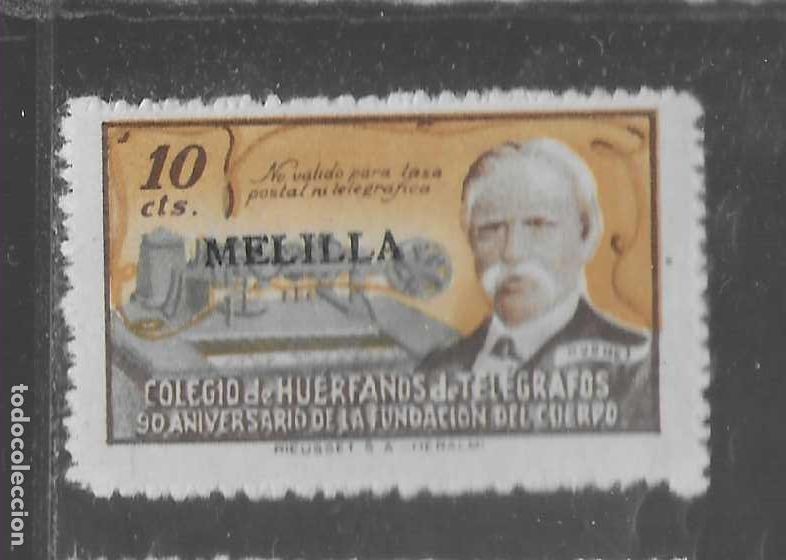 10
cts.
No valido para tasa
postal ni telegrafica
MELILLA
COLEGIO de HUERFANOS de TELEGRAFOS
90 ANIVERSARIO DE LA FUNDACION DEL CUERPO
RIEUSSET S A
todocoleccion